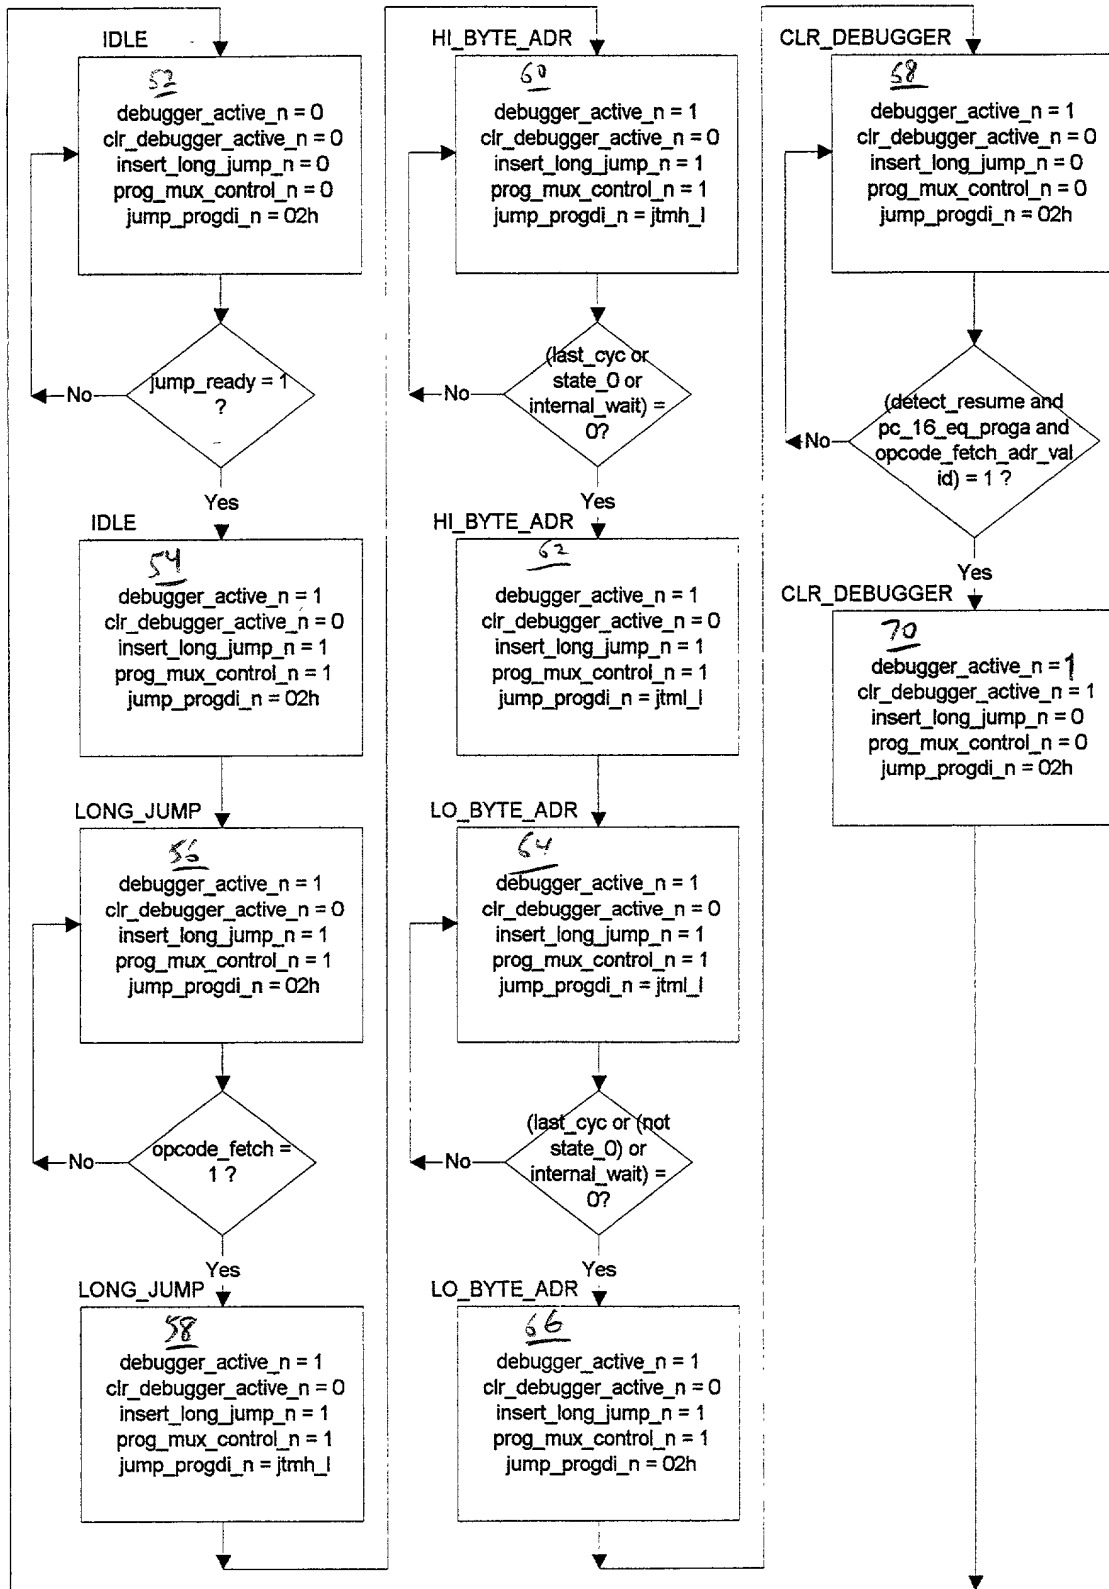 IDLE
52
debugger_active_n = 0
clr_debugger_active_n = 0
insert_long_jump_n = 0
prog_mux_control_n = 0
jump_progdi_n = 02h
jump_ready = 1
?
No
Yes
IDLE
54
debugger_active_n = 1
clr_debugger_active_n = 0
insert_long_jump_n = 1
prog_mux_control_n = 1
jump_progdi_n = 02h
LONG_JUMP
56
debugger_active_n = 1
clr_debugger_active_n = 0
insert_long_jump_n = 1
prog_mux_control_n = 1
jump_progdi_n = 02h
opcode_fetch =
1 ?
No
Yes
LONG_JUMP
58
debugger_active_n = 1
clr_debugger_active_n = 0
insert_long_jump_n = 1
prog_mux_control_n = 1
jump_progdi_n = jtmh_l
HI_BYTE_ADR
60
debugger_active_n = 1
clr_debugger_active_n = 0
insert_long_jump_n = 1
prog_mux_control_n = 1
jump_progdi_n = jtmh_l
(last_cyc or
state_0 or
internal_wait) =
0?
No
Yes
HI_BYTE_ADR
62
debugger_active_n = 1
clr_debugger_active_n = 0
insert_long_jump_n = 1
prog_mux_control_n = 1
jump_progdi_n = jtml_l
LO_BYTE_ADR
64
debugger_active_n = 1
clr_debugger_active_n = 0
insert_long_jump_n = 1
prog_mux_control_n = 1
jump_progdi_n = jtml_l
(last_cyc or (not
state_0) or
internal_wait) =
0?
No
Yes
LO_BYTE_ADR
66
debugger_active_n = 1
clr_debugger_active_n = 0
insert_long_jump_n = 1
prog_mux_control_n = 1
jump_progdi_n = 02h
CLR_DEBUGGER
68
debugger_active_n = 1
clr_debugger_active_n = 0
insert_long_jump_n = 0
prog_mux_control_n = 0
jump_progdi_n = 02h
(detect_resume and
pc_16_eq_proga and
opcode_fetch_adr_val
id) = 1 ?
No
Yes
CLR_DEBUGGER
70
debugger_active_n = 1
clr_debugger_active_n = 1
insert_long_jump_n = 0
prog_mux_control_n = 0
jump_progdi_n = 02h